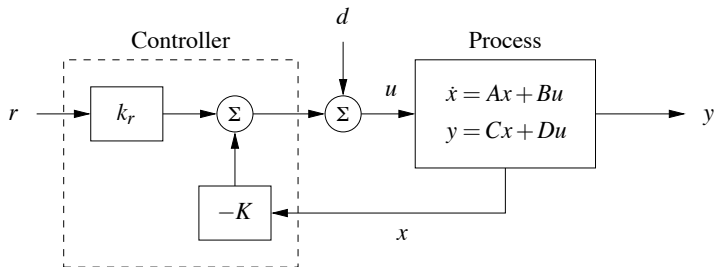 Controller
d
Process
r
k_r
Σ
Σ
u
ẋ = Ax + Bu
y = Cx + Du
y
−K
x